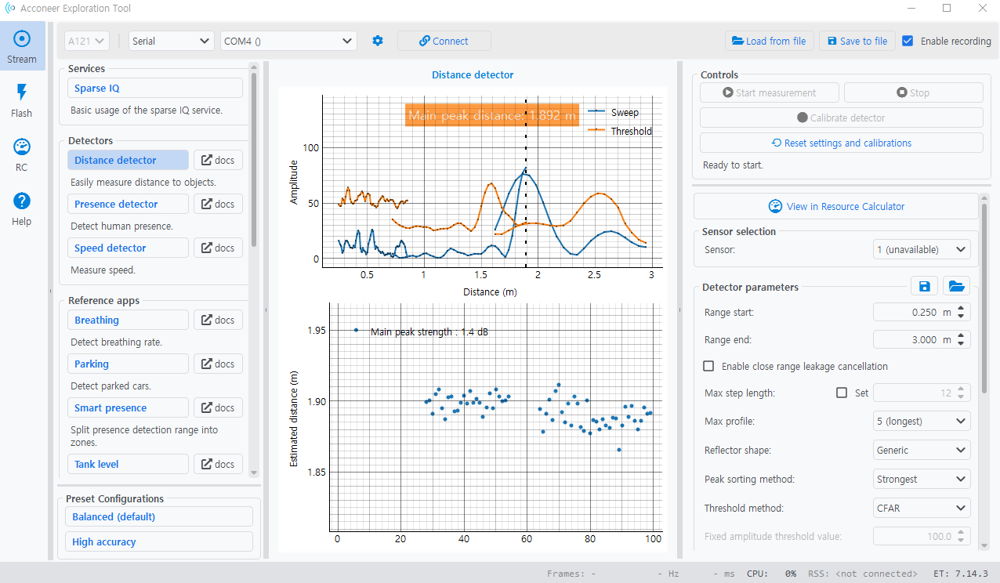 Acconeer Exploration Tool
A121 Serial COM4 () Connect Load from file Save to file Enable recording
Stream
Flash
RC
Help
Services
Sparse IQ
Basic usage of the sparse IQ service.
Detectors
Distance detector docs
Easily measure distance to objects.
Presence detector docs
Detect human presence.
Speed detector docs
Measure speed.
Reference apps
Breathing docs
Detect breathing rate.
Parking docs
Detect parked cars.
Smart presence docs
Split presence detection range into
zones.
Tank level docs
Preset Configurations
Balanced (default)
High accuracy
Distance detector
Main peak distance: 1.892 m
Sweep
Threshold
Amplitude
100
50
0
0.5 1 1.5 2 2.5 3
Distance (m)
Main peak strength : 1.4 dB
Estimated distance (m)
1.95
1.90
1.85
0 20 40 60 80 100
Controls
Start measurement Stop
Calibrate detector
Reset settings and calibrations
Ready to start.
View in Resource Calculator
Sensor selection
Sensor: 1 (unavailable)
Detector parameters
Range start: 0.250 m
Range end: 3.000 m
Enable close range leakage cancellation
Max step length: Set 12
Max profile: 5 (longest)
Reflector shape: Generic
Peak sorting method: Strongest
Threshold method: CFAR
Fixed amplitude threshold value: 100.0
Frames: - - Hz - ms CPU: 0% RSS: <not connected> ET: 7.14.3